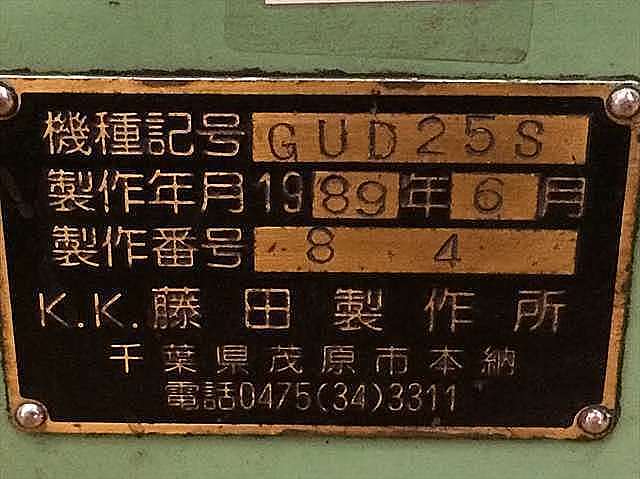 機種記号 GUD25S
製作年月 1989年6月
製作番号 8 4
K.K.藤田製作所
千葉県茂原市本納
電話0475(34)3311